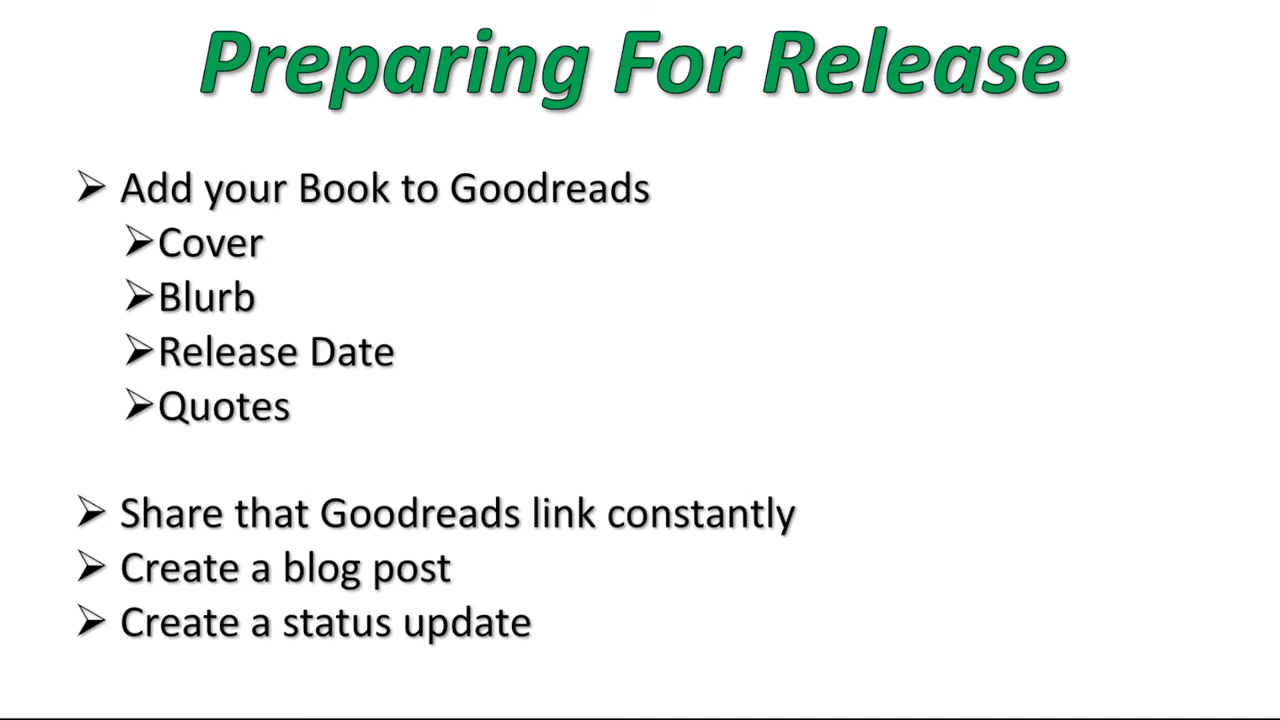 Preparing For Release
Add your Book to Goodreads
Cover
Blurb
Release Date
Quotes
Share that Goodreads link constantly
Create a blog post
Create a status update